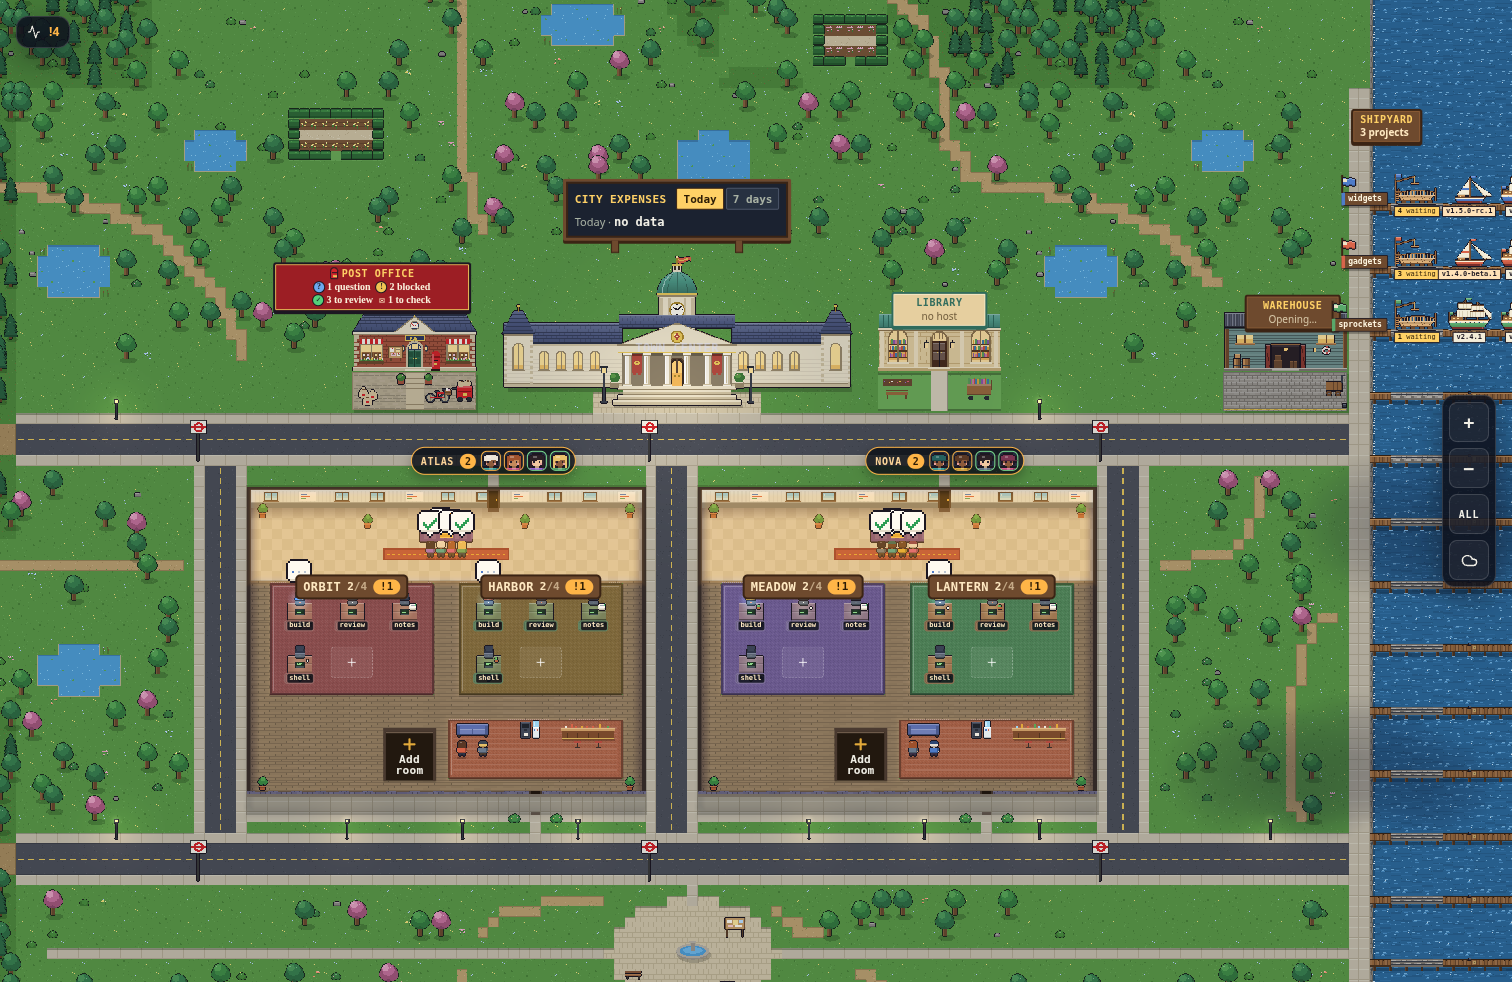 !4
CITY EXPENSES Today 7 days
Today · no data
SHIPYARD
3 projects
widgets
4 waiting
v1.5.0-rc.1
gadgets
3 waiting
v1.4.0-beta.1
sprockets
1 waiting
v2.4.1
POST OFFICE
? 1 question ! 2 blocked
3 to review ✉ 1 to check
LIBRARY
no host
WAREHOUSE
Opening...
ATLAS 2
NOVA 2
+
−
ALL
ORBIT 2/4 !1
build review notes
shell +
HARBOR 2/4 !1
build review notes
shell +
MEADOW 2/4 !1
build review notes
shell +
LANTERN 2/4 !1
build review notes
shell +
+
Add
room
+
Add
room